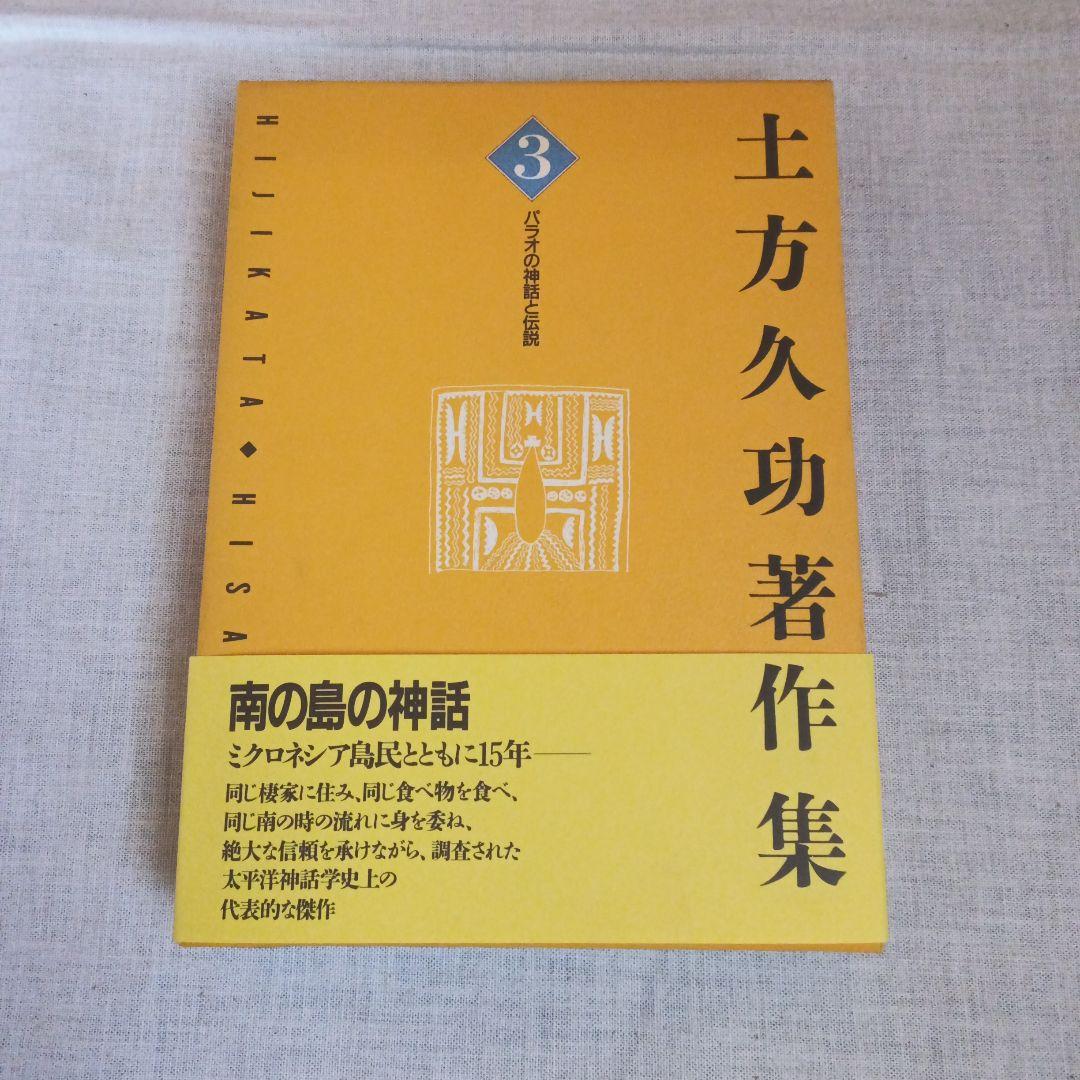 土方久功著作集
3
パラオの神話と伝説
HIJIKATA◆HISA
南の島の神話
ミクロネシア島民とともに15年――
同じ棲家に住み、同じ食べ物を食べ、
同じ南の時の流れに身を委ね、
絶大な信頼を承けながら、調査された
太平洋神話学史上の
代表的な傑作